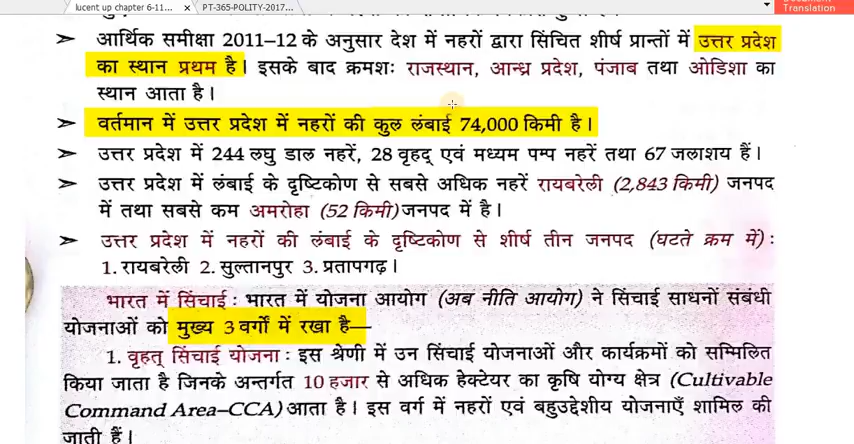 lucent up chapter 6-11...
PT-365-POLITY-2017...
Document
Translation
➤ आर्थिक समीक्षा 2011–12 के अनुसार देश में नहरों द्वारा सिंचित शीर्ष प्रान्तों में उत्तर प्रदेश
का स्थान प्रथम है। इसके बाद क्रमशः राजस्थान, आन्ध्र प्रदेश, पंजाब तथा ओडिशा का
स्थान आता है।
➤ वर्तमान में उत्तर प्रदेश में नहरों की कुल लंबाई 74,000 किमी है।
➤ उत्तर प्रदेश में 244 लघु डाल नहरें, 28 वृहद् एवं मध्यम पम्प नहरें तथा 67 जलाशय हैं।
➤ उत्तर प्रदेश में लंबाई के दृष्टिकोण से सबसे अधिक नहरें रायबरेली (2,843 किमी) जनपद
में तथा सबसे कम अमरोहा (52 किमी) जनपद में है।
➤ उत्तर प्रदेश में नहरों की लंबाई के दृष्टिकोण से शीर्ष तीन जनपद (घटते क्रम में) :
1. रायबरेली 2. सुल्तानपुर 3. प्रतापगढ़।
भारत में सिंचाई : भारत में योजना आयोग (अब नीति आयोग) ने सिंचाई साधनों संबंधी
योजनाओं को मुख्य 3 वर्गों में रखा है—
1. वृहत् सिंचाई योजना : इस श्रेणी में उन सिंचाई योजनाओं और कार्यक्रमों को सम्मिलित
किया जाता है जिनके अन्तर्गत 10 हजार से अधिक हेक्टेयर का कृषि योग्य क्षेत्र (Cultivable
Command Area–CCA) आता है। इस वर्ग में नहरों एवं बहुउद्देशीय योजनाएँ शामिल की
जाती हैं।